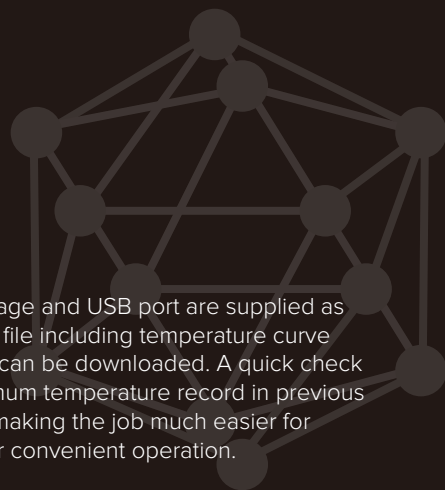 age and USB port are supplied as
file including temperature curve
can be downloaded. A quick check
num temperature record in previous
making the job much easier for
r convenient operation.